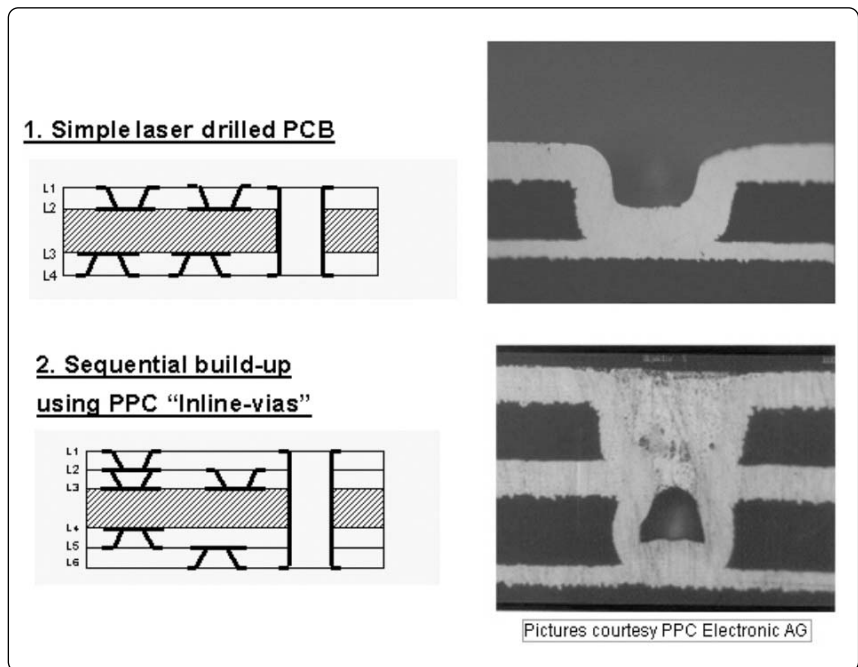 1. Simple laser drilled PCB
L1
L2
L3
L4
2. Sequential build-up
using PPC “Inline-vias”
L1
L2
L3
L4
L5
L6
Pictures courtesy PPC Electronic AG